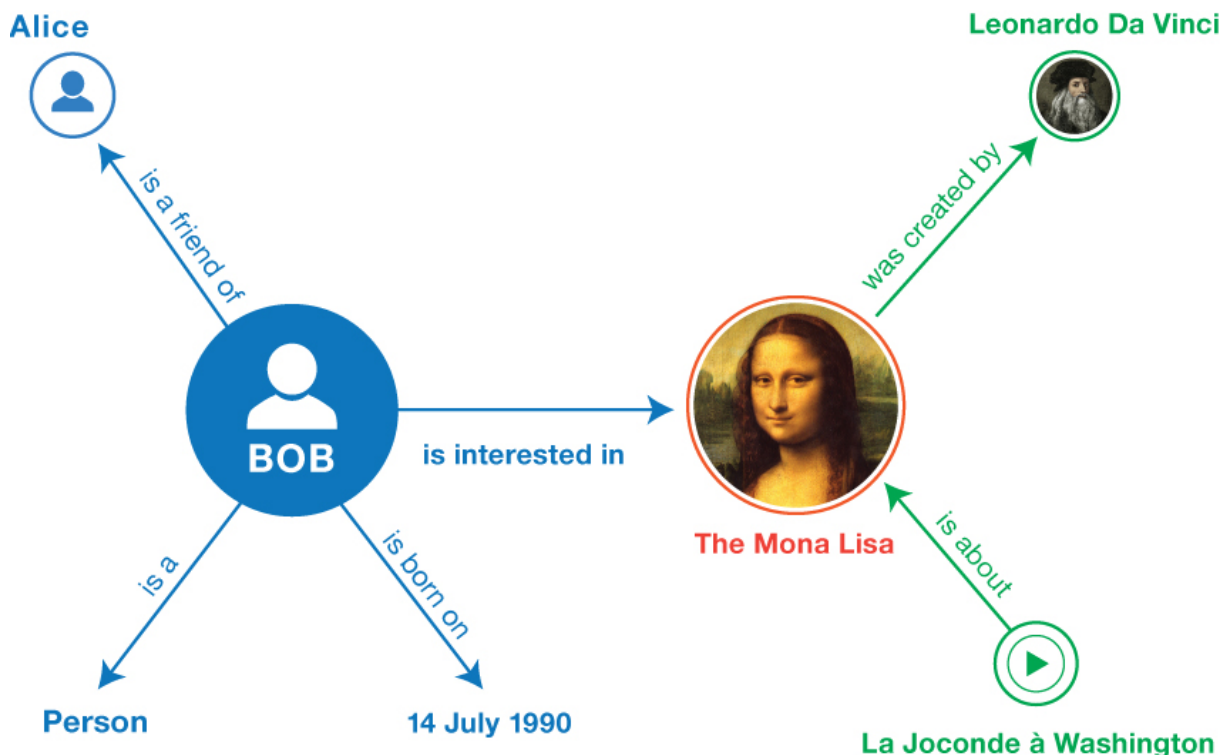 Alice
Leonardo Da Vinci
is a friend of
was created by
BOB
is interested in
The Mona Lisa
is a
is born on
is about
Person
14 July 1990
La Joconde à Washington